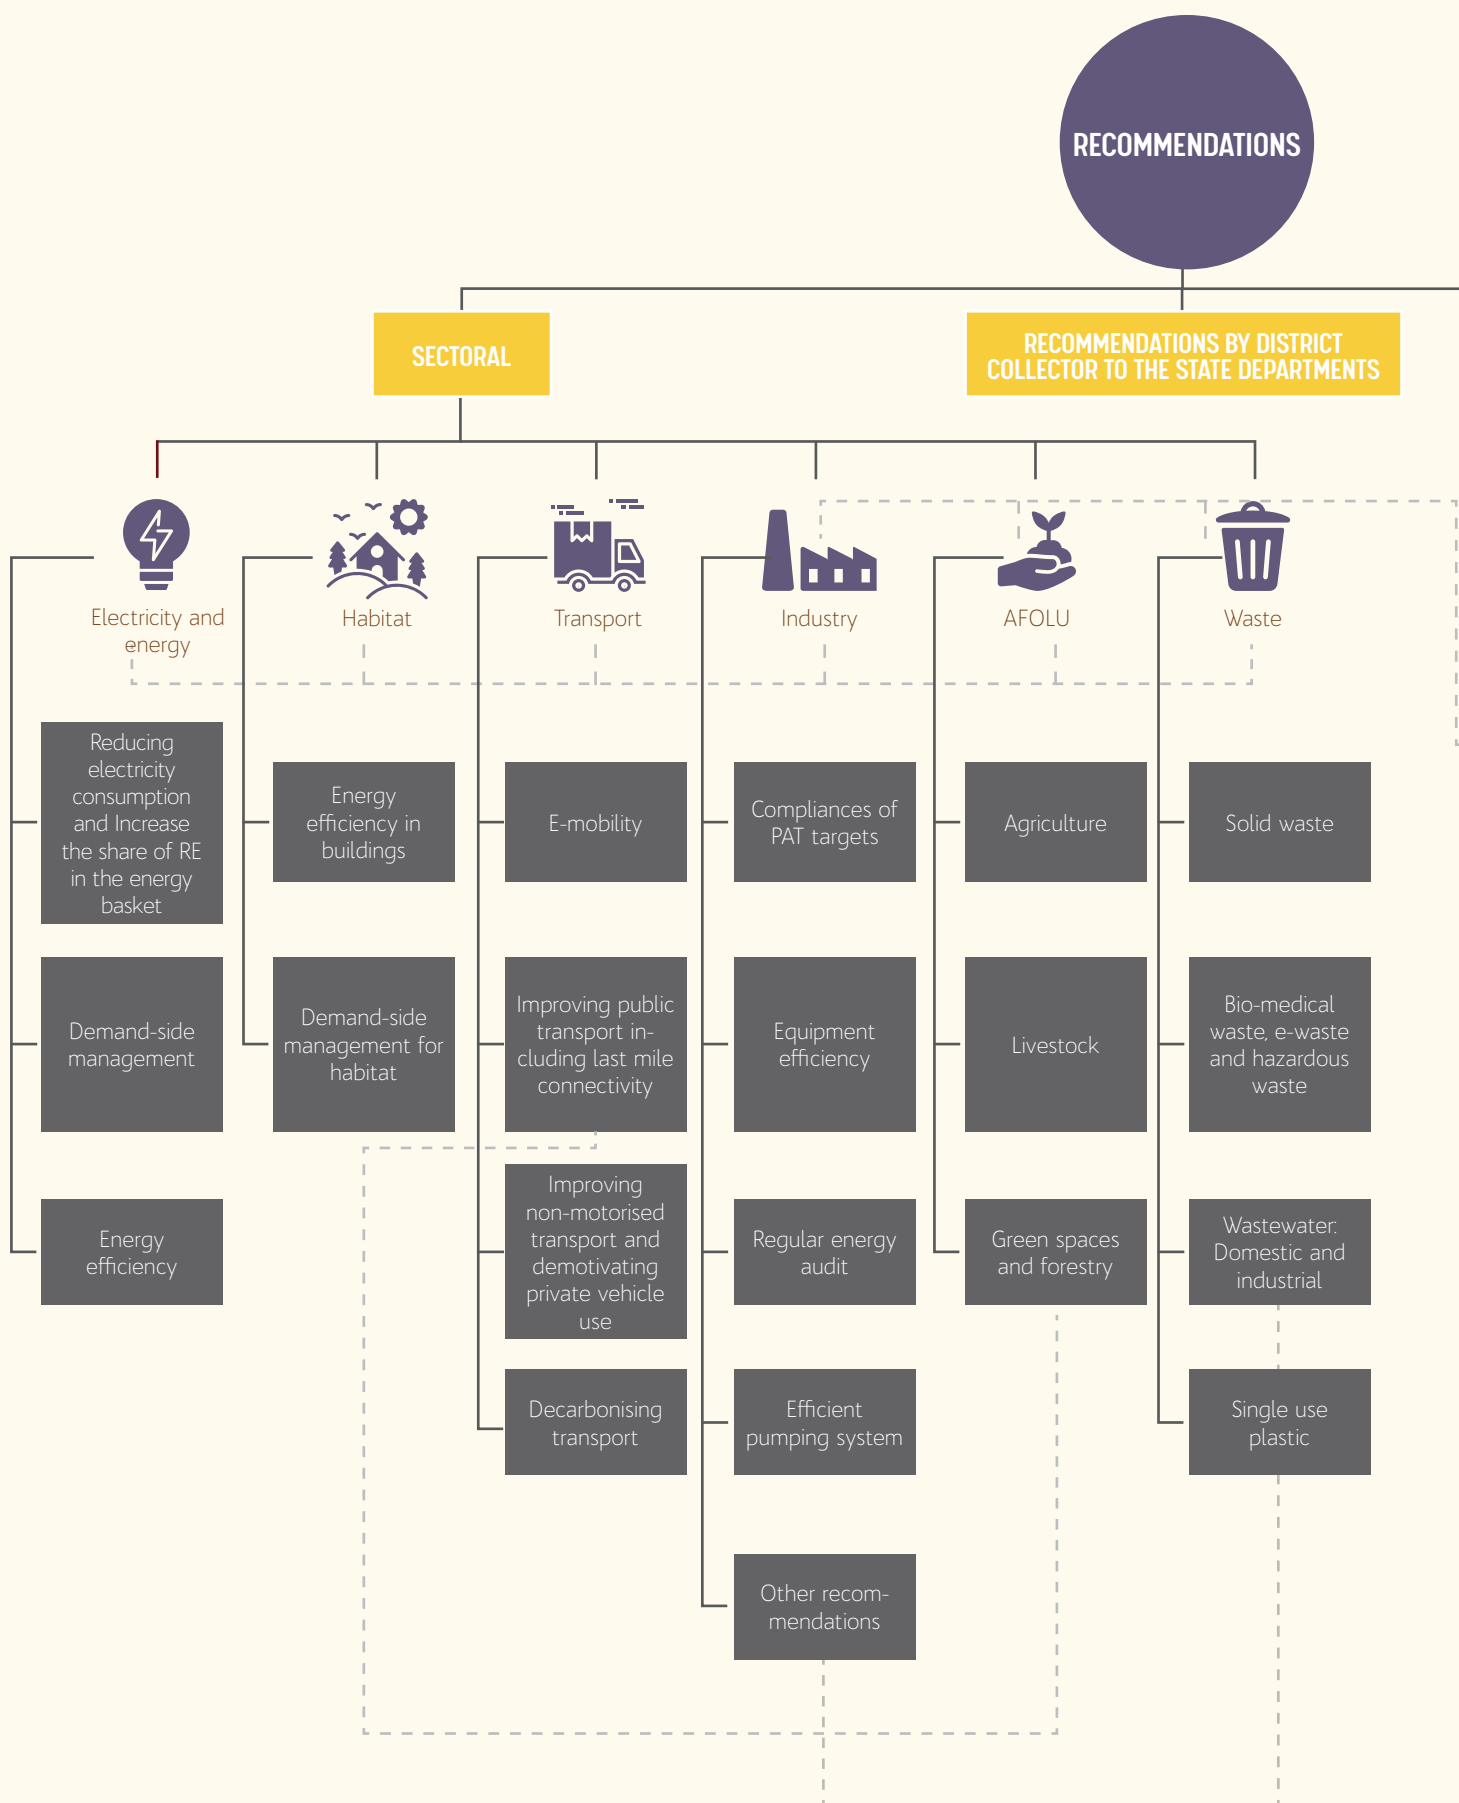 RECOMMENDATIONS
SECTORAL
RECOMMENDATIONS BY DISTRICT
COLLECTOR TO THE STATE DEPARTMENTS
Electricity and
energy
Habitat
Transport
Industry
AFOLU
Waste
Reducing
electricity
consumption
and Increase
the share of RE
in the energy
basket
Demand-side
management
Energy
efficiency
Energy
efficiency in
buildings
Demand-side
management for
habitat
E-mobility
Improving public
transport in-
cluding last mile
connectivity
Improving
non-motorised
transport and
demotivating
private vehicle
use
Decarbonising
transport
Compliances of
PAT targets
Equipment
efficiency
Regular energy
audit
Efficient
pumping system
Other recom-
mendations
Agriculture
Livestock
Green spaces
and forestry
Solid waste
Bio-medical
waste, e-waste
and hazardous
waste
Wastewater:
Domestic and
industrial
Single use
plastic